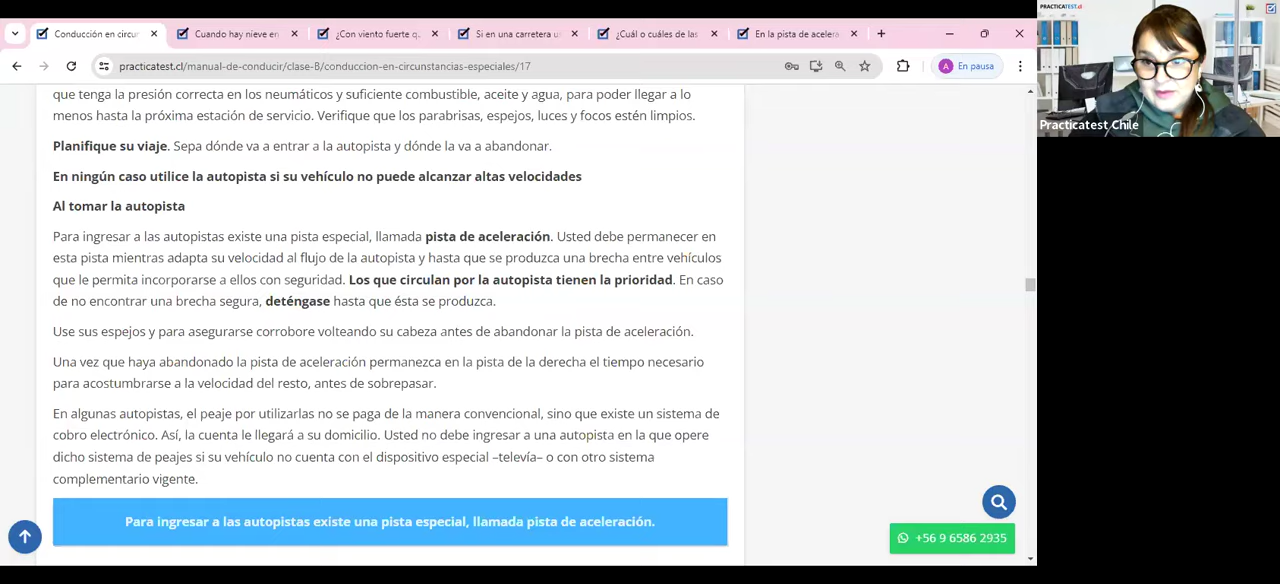 Conducción en circur
Cuando hay nieve en
¿Con viento fuerte q
Si en una carretera u
¿Cuál o cuáles de las
En la pista de acelera
practicatest.cl/manual-de-conducir/clase-B/conduccion-en-circunstancias-especiales/17
A En pausa
PRACTICATEST.cl
Practicatest Chile
que tenga la presión correcta en los neumáticos y suficiente combustible, aceite y agua, para poder llegar a lo
menos hasta la próxima estación de servicio. Verifique que los parabrisas, espejos, luces y focos estén limpios.
Planifique su viaje. Sepa dónde va a entrar a la autopista y dónde la va a abandonar.
En ningún caso utilice la autopista si su vehículo no puede alcanzar altas velocidades
Al tomar la autopista
Para ingresar a las autopistas existe una pista especial, llamada pista de aceleración. Usted debe permanecer en
esta pista mientras adapta su velocidad al flujo de la autopista y hasta que se produzca una brecha entre vehículos
que le permita incorporarse a ellos con seguridad. Los que circulan por la autopista tienen la prioridad. En caso
de no encontrar una brecha segura, deténgase hasta que ésta se produzca.
Use sus espejos y para asegurarse corrobore volteando su cabeza antes de abandonar la pista de aceleración.
Una vez que haya abandonado la pista de aceleración permanezca en la pista de la derecha el tiempo necesario
para acostumbrarse a la velocidad del resto, antes de sobrepasar.
En algunas autopistas, el peaje por utilizarlas no se paga de la manera convencional, sino que existe un sistema de
cobro electrónico. Así, la cuenta le llegará a su domicilio. Usted no debe ingresar a una autopista en la que opere
dicho sistema de peajes si su vehículo no cuenta con el dispositivo especial –televía– o con otro sistema
complementario vigente.
Para ingresar a las autopistas existe una pista especial, llamada pista de aceleración.
+56 9 6586 2935